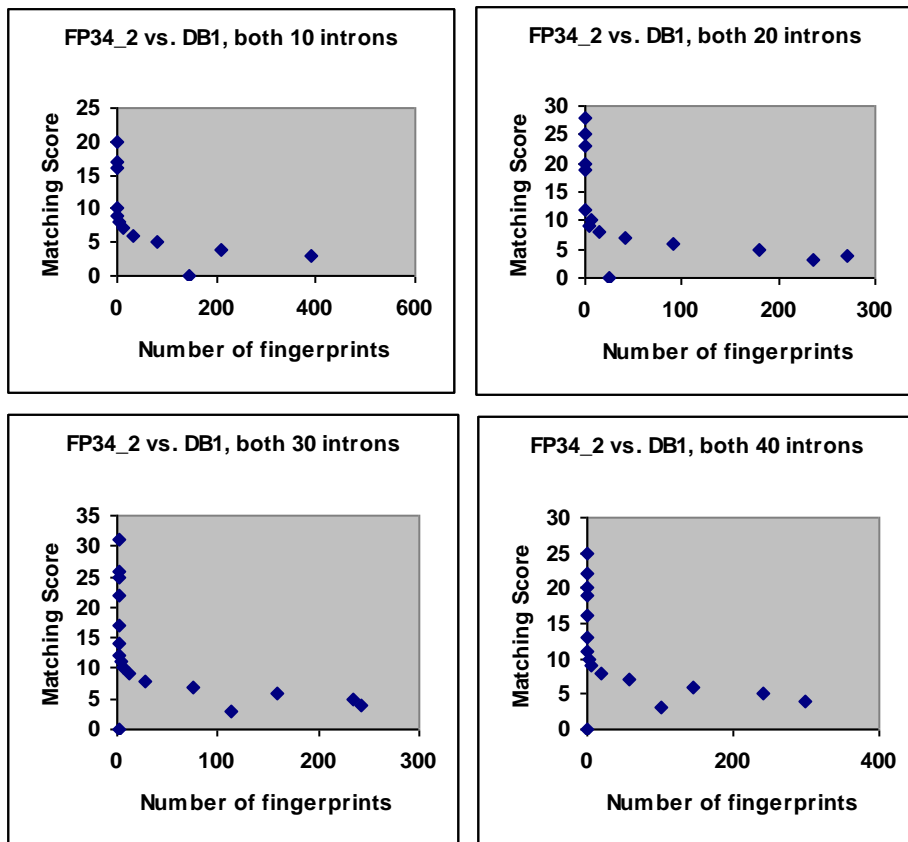 FP34_2 vs. DB1, both 10 introns
25
20
15
10
5
0
0 200 400 600
Matching Score
Number of fingerprints
FP34_2 vs. DB1, both 20 introns
30
25
20
15
10
5
0
0 100 200 300
Matching Score
Number of fingerprints
FP34_2 vs. DB1, both 30 introns
35
30
25
20
15
10
5
0
0 100 200 300
Matching Score
Number of fingerprints
FP34_2 vs. DB1, both 40 introns
30
25
20
15
10
5
0
0 200 400
Matching Score
Number of fingerprints